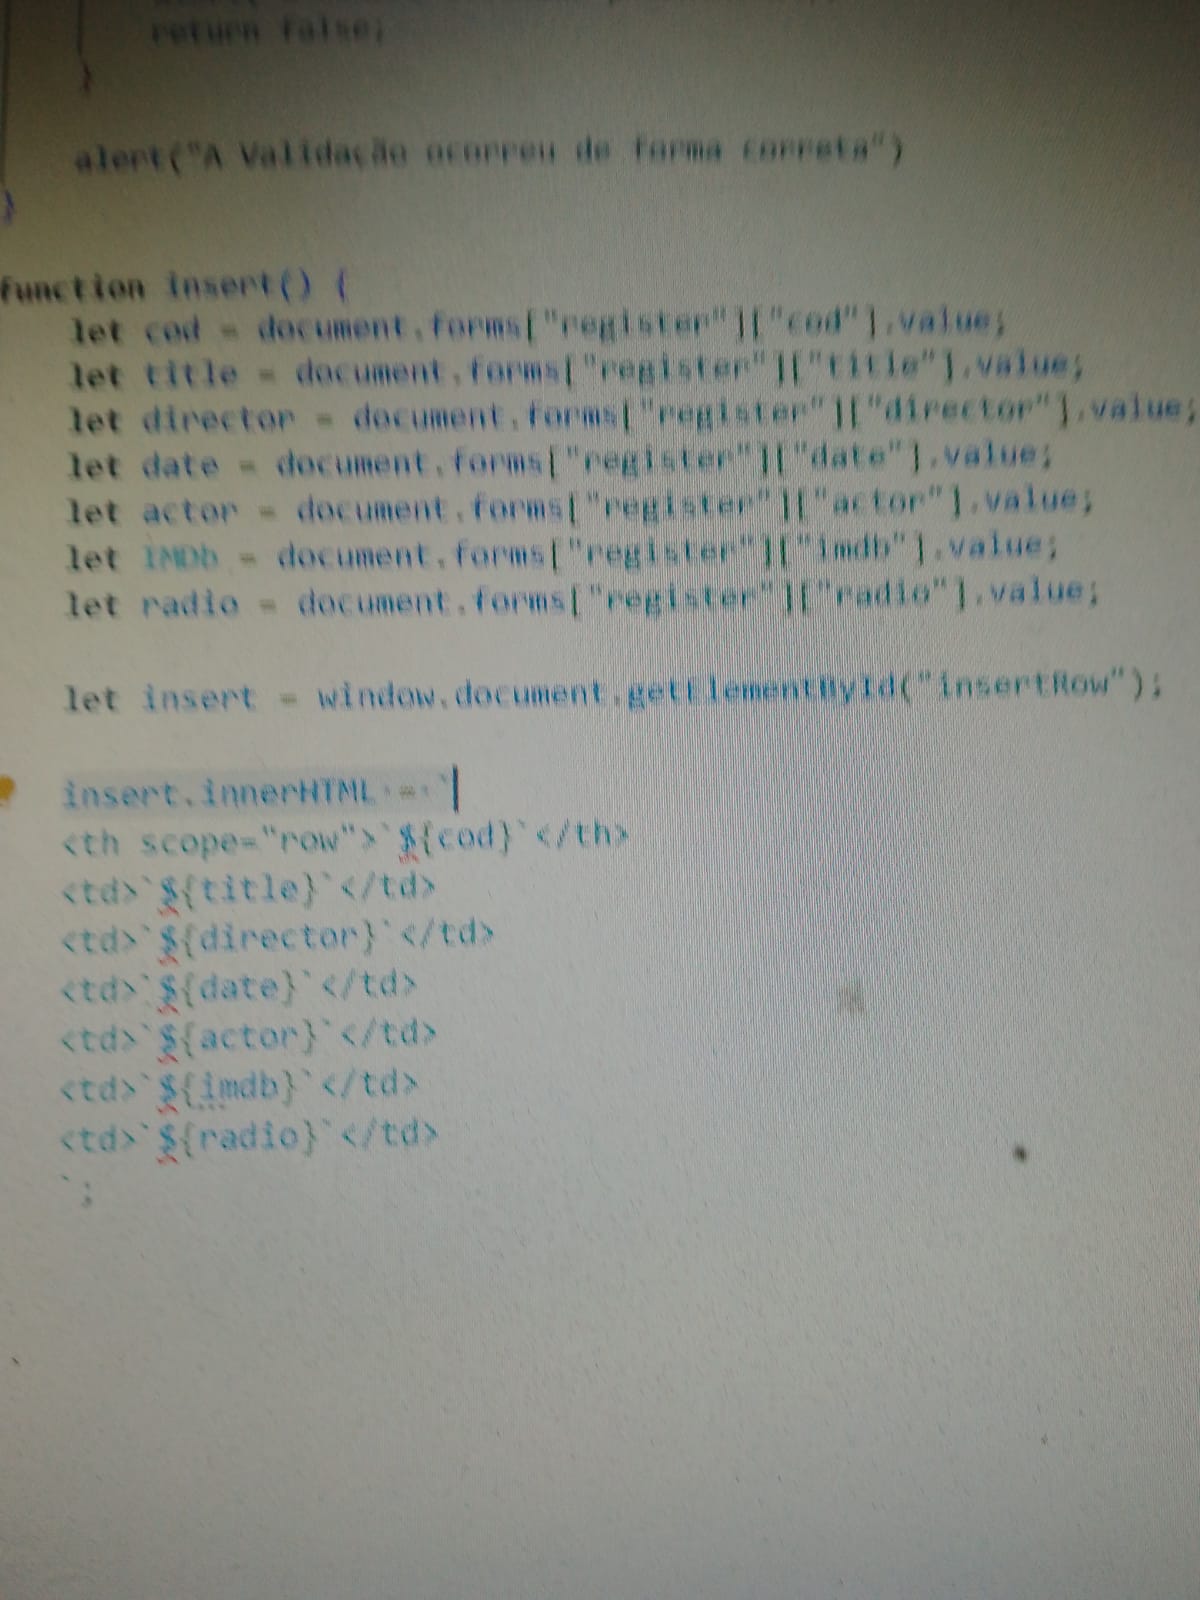 return false;
}
alert("A Validação ocorreu de forma correta")
}
function insert() {
let cod = document.forms["register"]["cod"].value;
let title = document.forms["register"]["title"].value;
let director = document.forms["register"]["director"].value;
let date = document.forms["register"]["date"].value;
let actor = document.forms["register"]["actor"].value;
let IMDb = document.forms["register"]["imdb"].value;
let radio = document.forms["register"]["radio"].value;
let insert = window.document.getElementById("insertRow");
insert.innerHTML = `
<th scope="row">`${cod}`</th>
<td>`${title}`</td>
<td>`${director}`</td>
<td>`${date}`</td>
<td>`${actor}`</td>
<td>`${imdb}`</td>
<td>`${radio}`</td>
`;